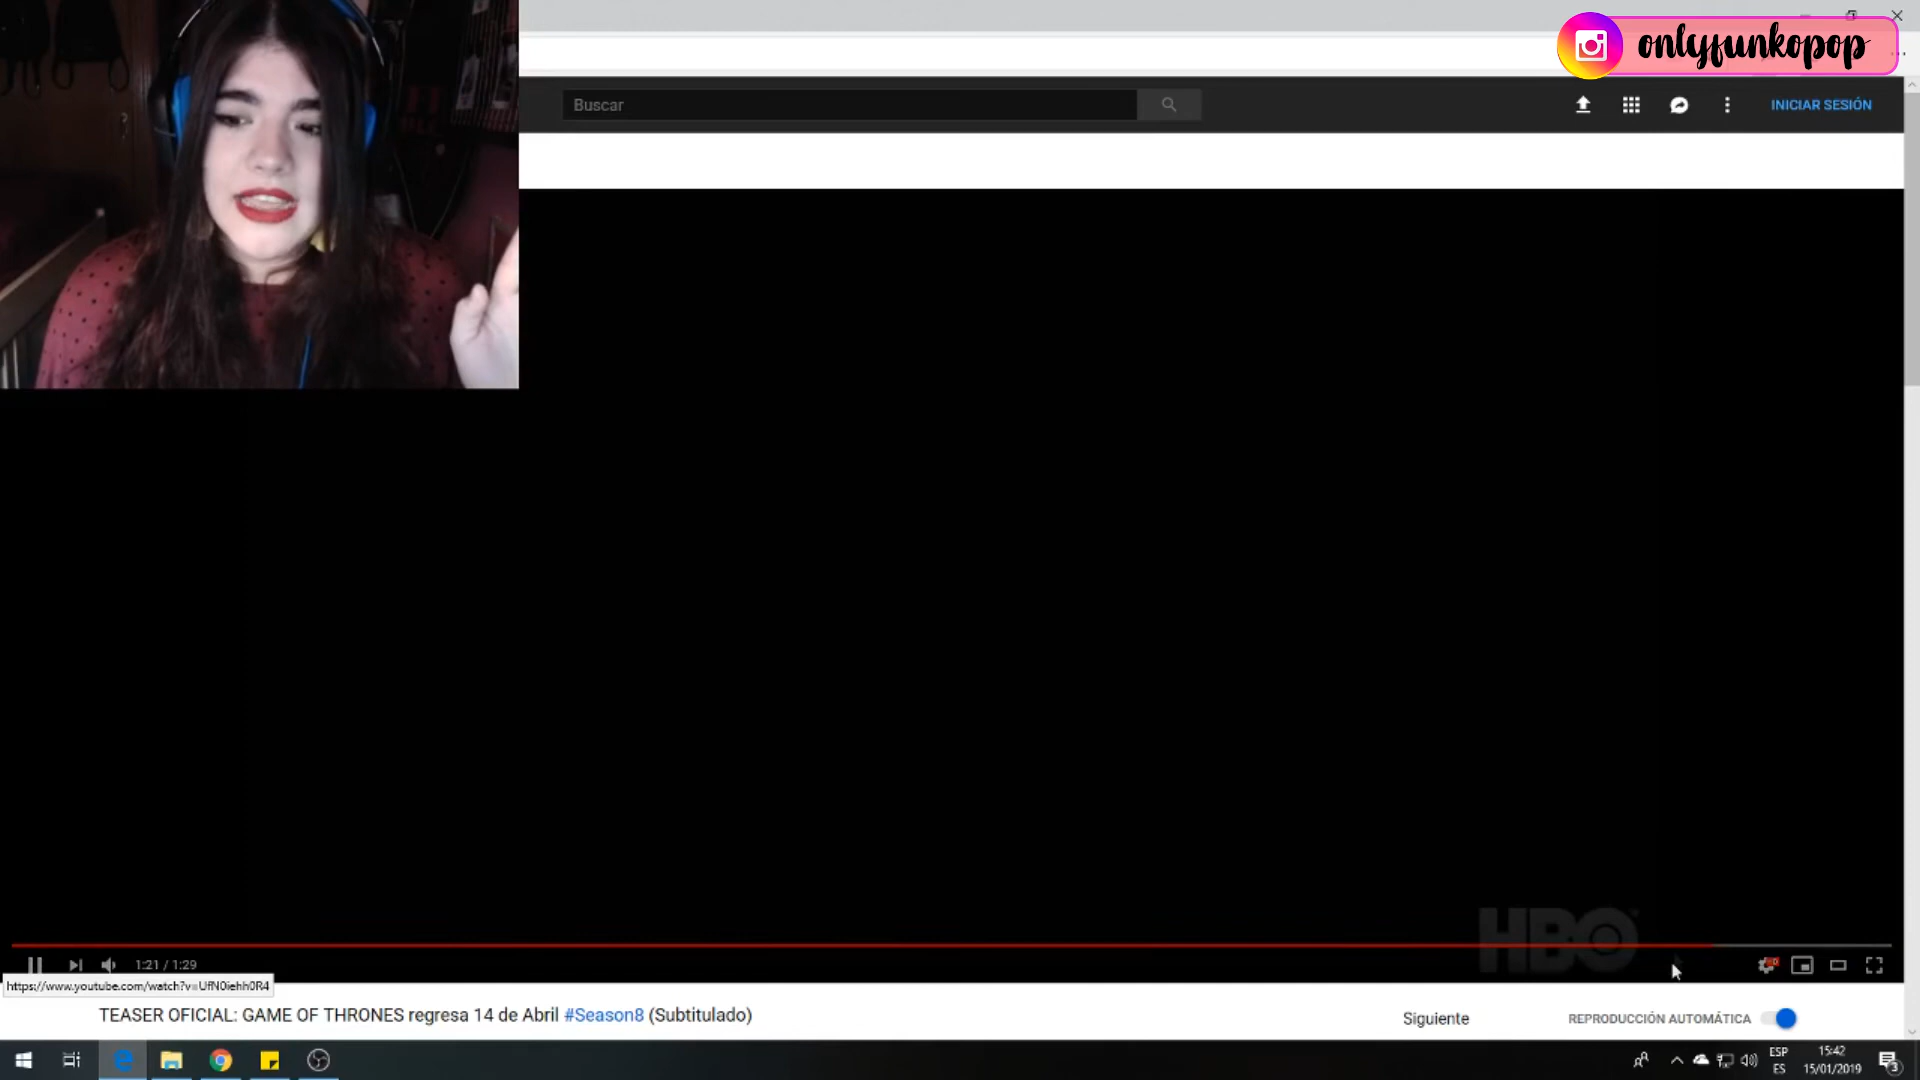 onlyfunkopop
Buscar
INICIAR SESIÓN
HBO
1:21 / 1:29
https://www.youtube.com/watch?v=UfN0iehh0R4
TEASER OFICIAL: GAME OF THRONES regresa 14 de Abril #Season8 (Subtitulado)
Siguiente
REPRODUCCIÓN AUTOMÁTICA
ESP
ES
15:42
15/01/2019
3